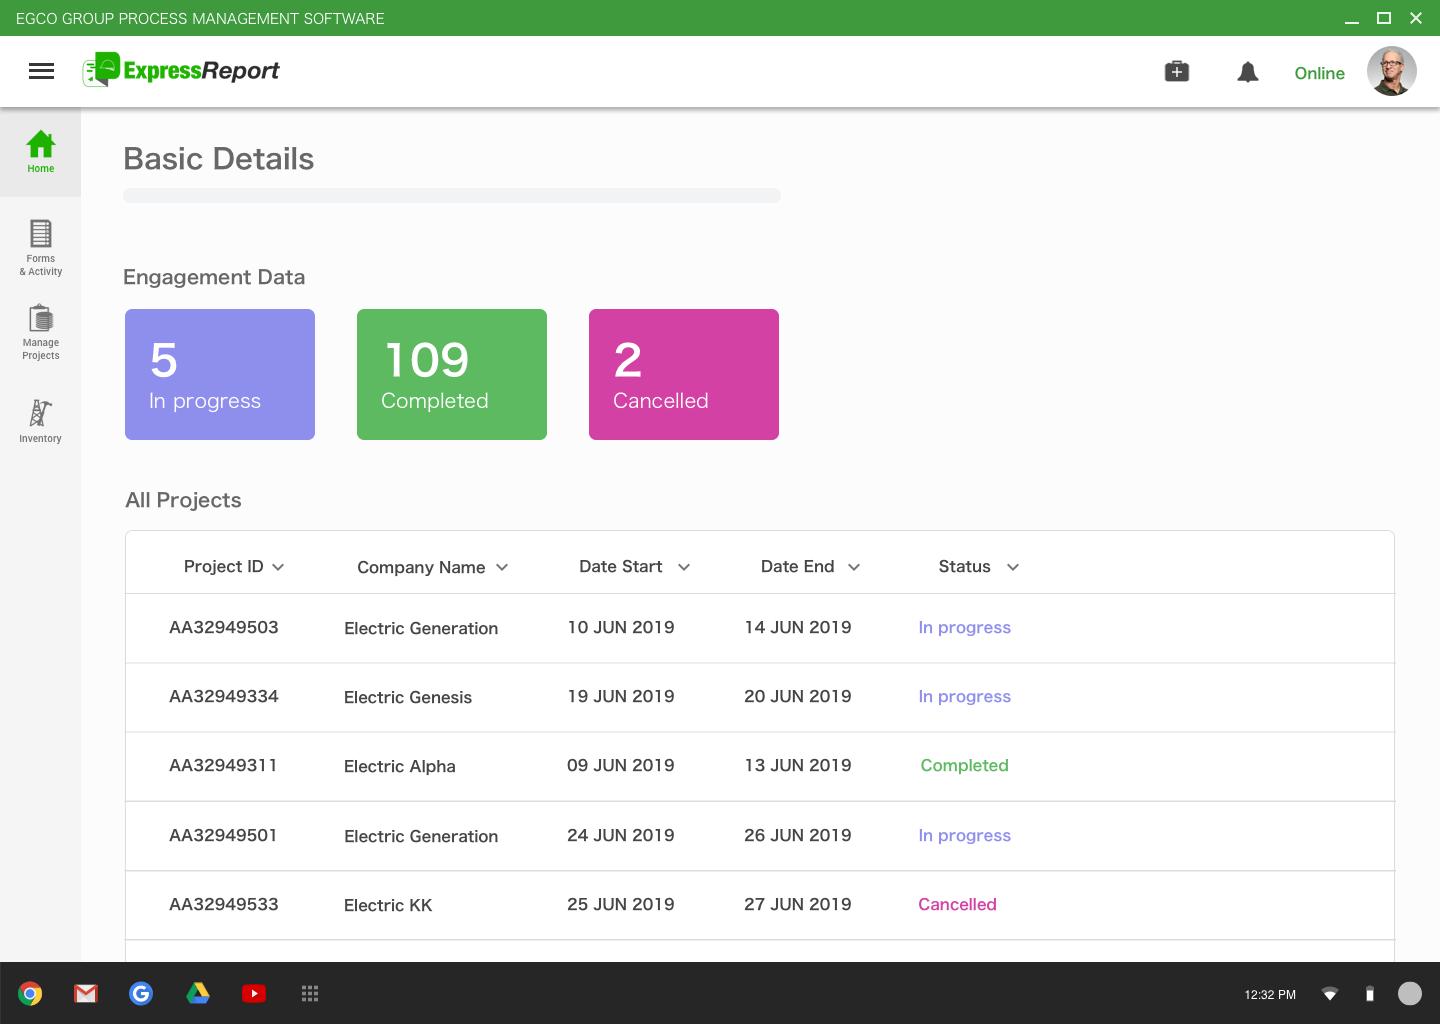 EGCO GROUP PROCESS MANAGEMENT SOFTWARE
ExpressReport
Online
Home
Forms
& Activity
Manage
Projects
Inventory
Basic Details
Engagement Data
5
In progress
109
Completed
2
Cancelled
All Projects
Project ID Company Name Date Start Date End Status
AA32949503 Electric Generation 10 JUN 2019 14 JUN 2019 In progress
AA32949334 Electric Genesis 19 JUN 2019 20 JUN 2019 In progress
AA32949311 Electric Alpha 09 JUN 2019 13 JUN 2019 Completed
AA32949501 Electric Generation 24 JUN 2019 26 JUN 2019 In progress
AA32949533 Electric KK 25 JUN 2019 27 JUN 2019 Cancelled
12:32 PM